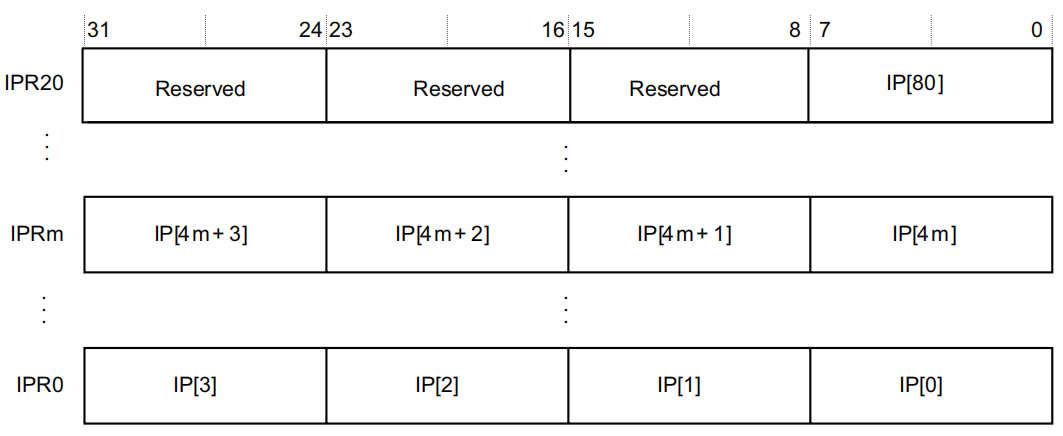 31 24 23 16 15 8 7 0
IPR20 Reserved Reserved Reserved IP[80]
IPRm IP[4m+3] IP[4m+2] IP[4m+1] IP[4m]
IPR0 IP[3] IP[2] IP[1] IP[0]